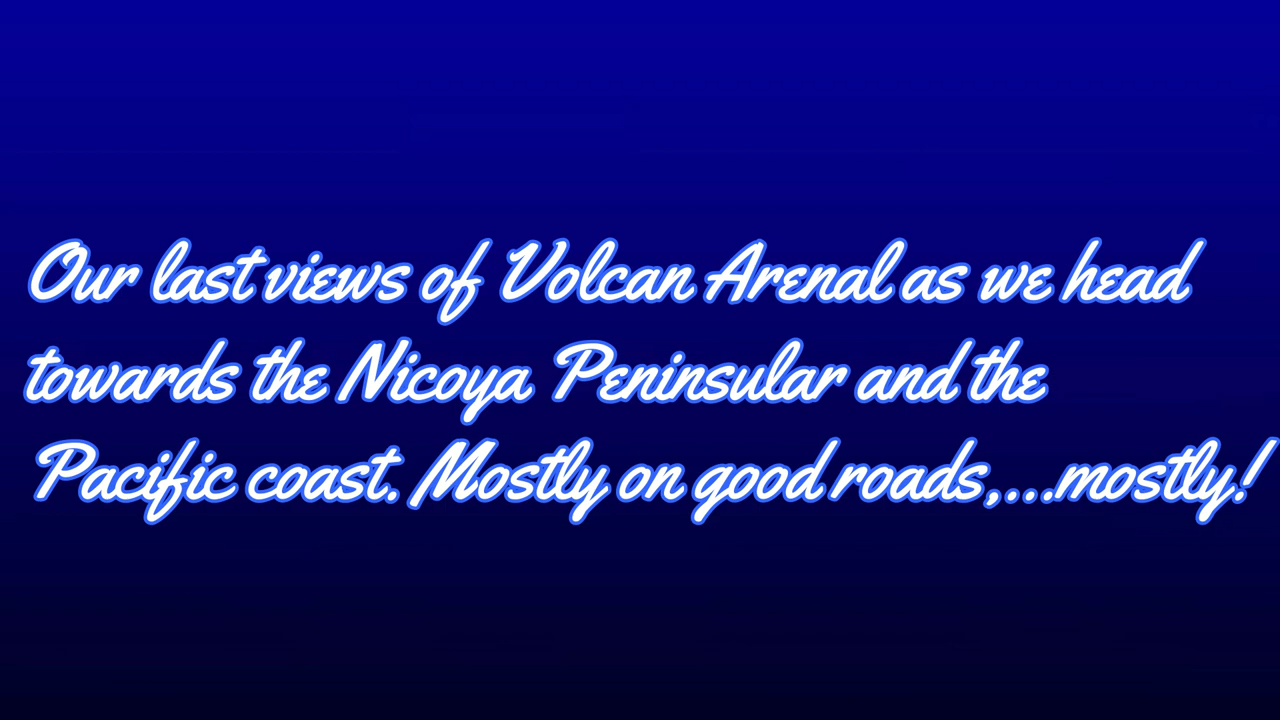 Our last views of Volcan Arenal as we head
towards the Nicoya Peninsular and the
Pacific coast. Mostly on good roads,...mostly!